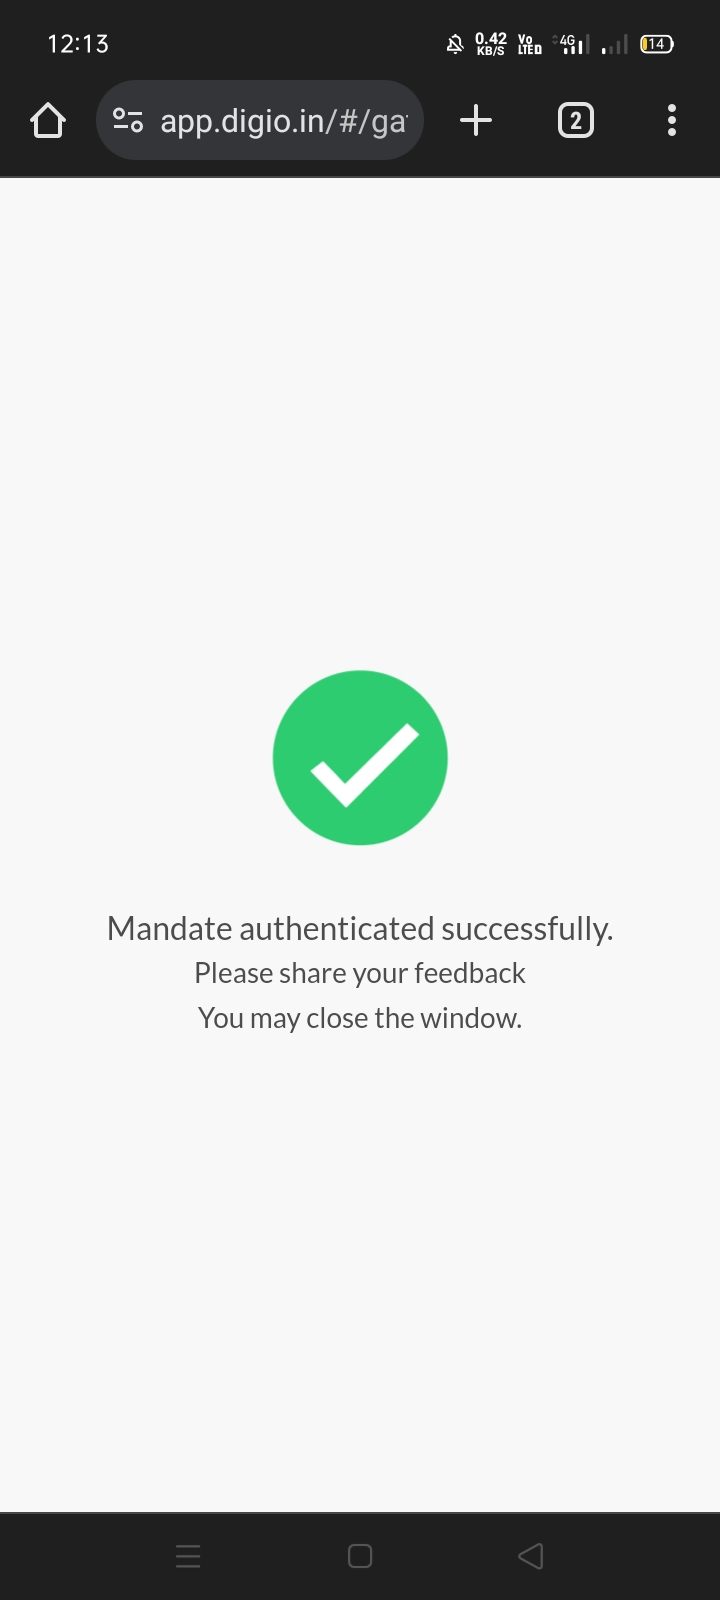 12:13
0.42
KB/S
Vo
LTE D
4G
14
app.digio.in/#/ga
2
Mandate authenticated successfully.
Please share your feedback
You may close the window.